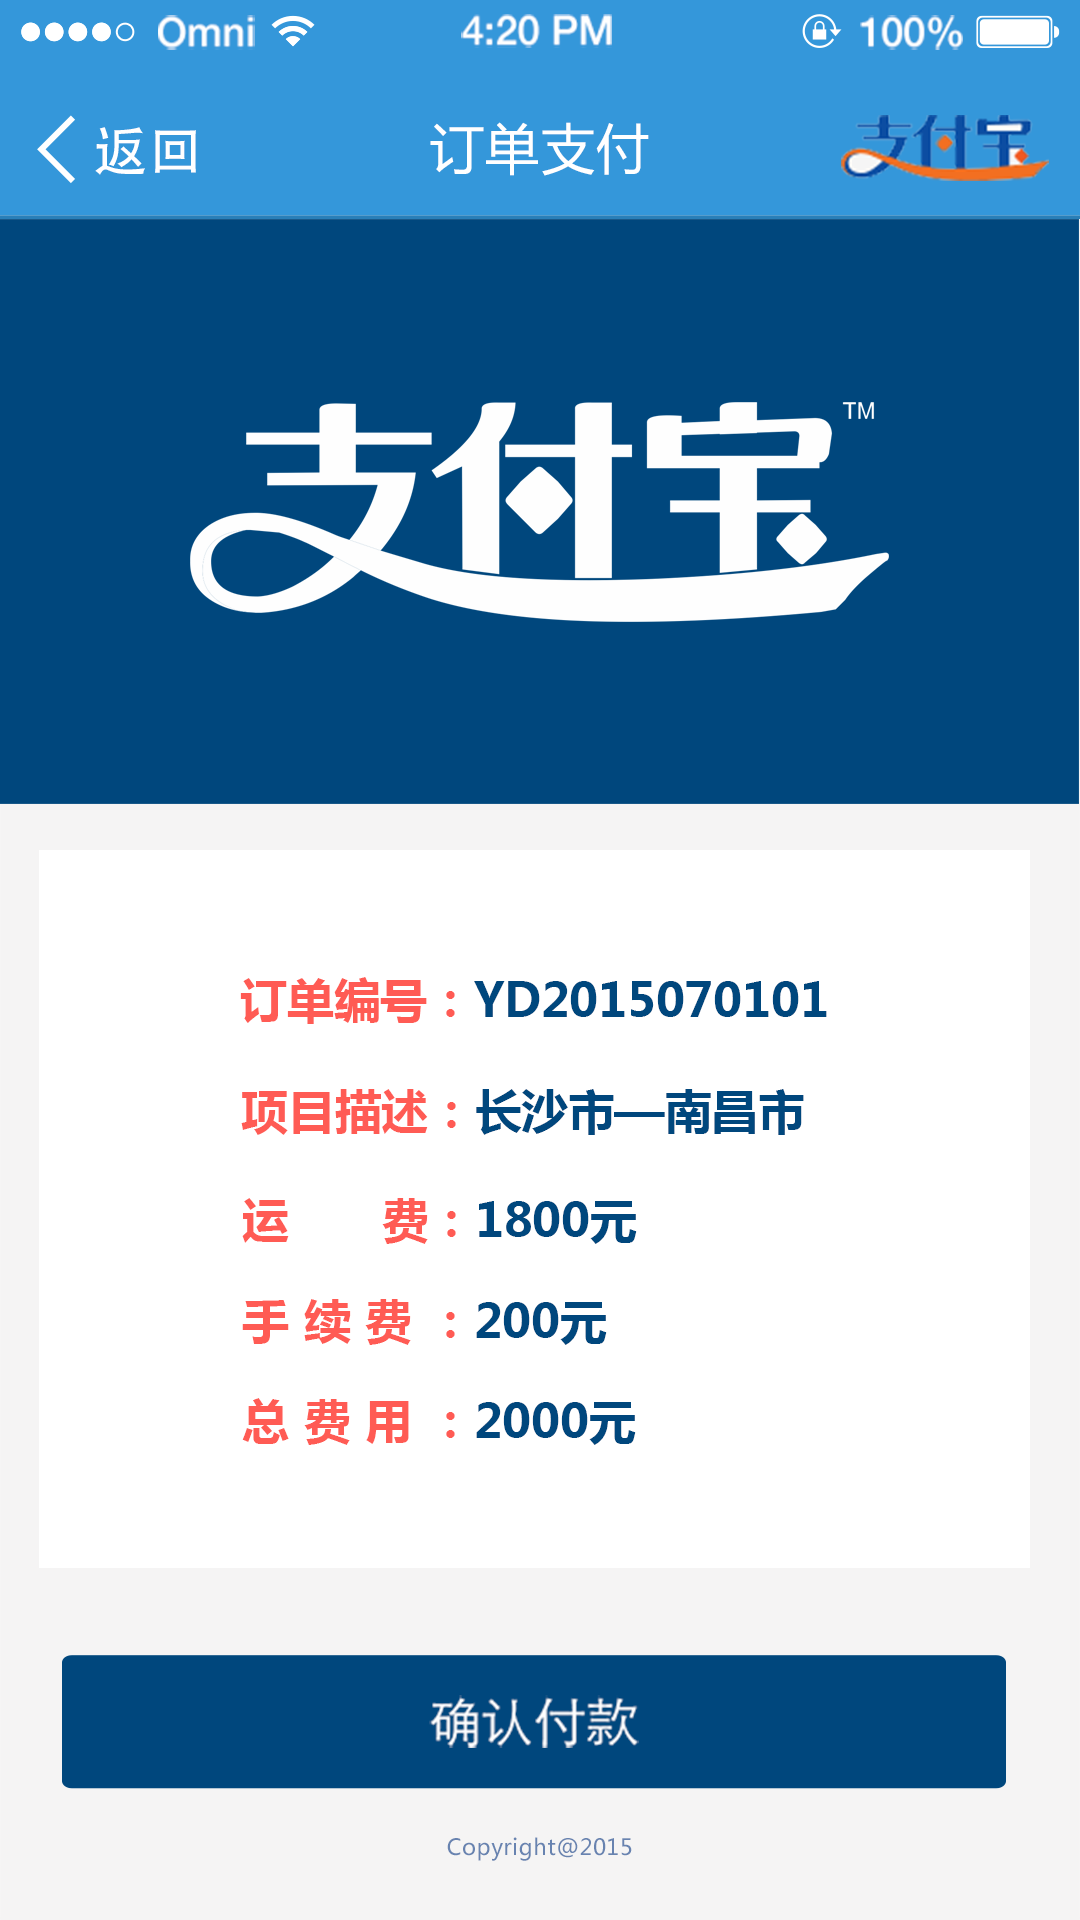 Omni 4:20 PM 100%
返回 订单支付 支付宝
支付宝™
订单编号：YD2015070101
项目描述：长沙市—南昌市
运　　费：1800元
手 续 费 ：200元
总 费 用 ：2000元
确认付款
Copyright@2015